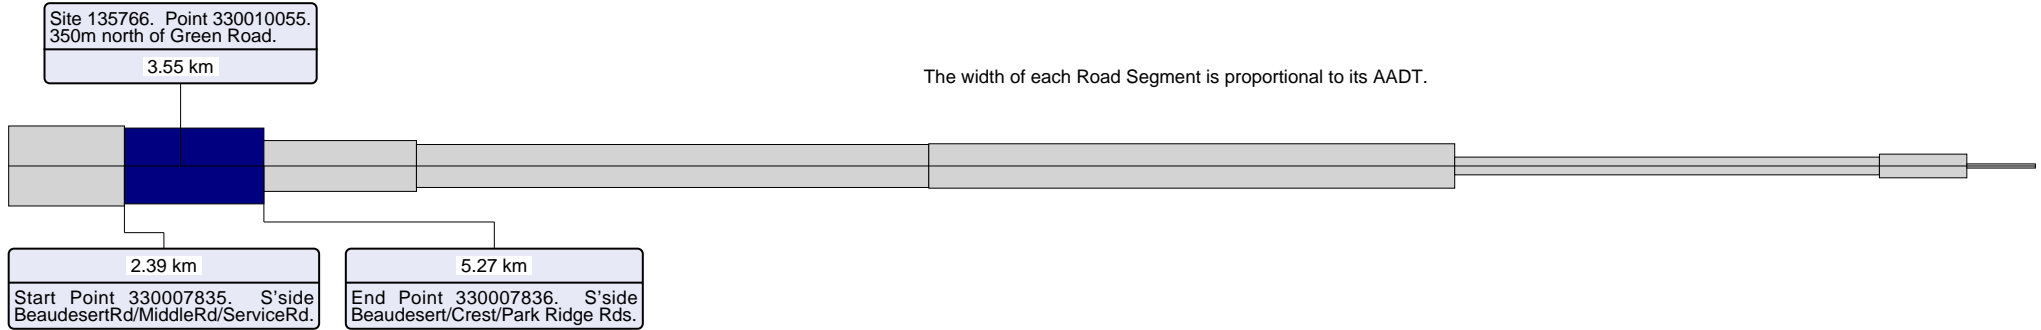 Site 135766. Point 330010055.
350m north of Green Road.
3.55 km
The width of each Road Segment is proportional to its AADT.
2.39 km
Start Point 330007835. S'side
BeaudesertRd/MiddleRd/ServiceRd.
5.27 km
End Point 330007836. S'side
Beaudesert/Crest/Park Ridge Rds.